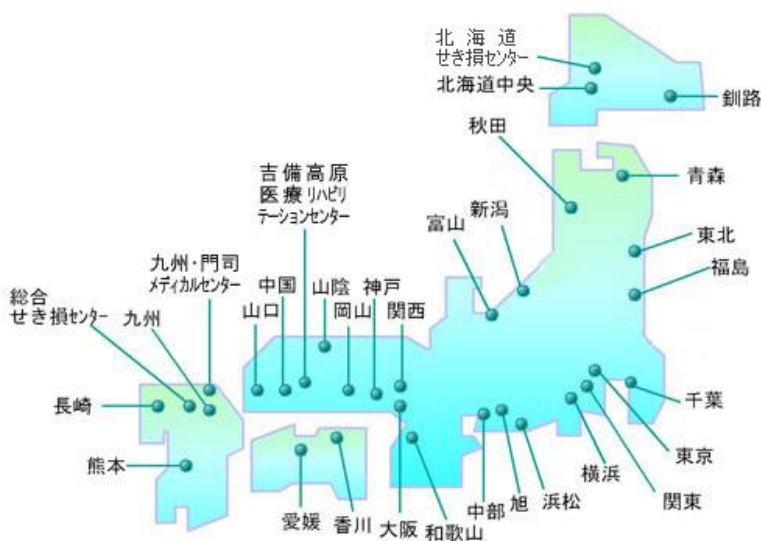 北海道
せき損センター
北海道中央
釧路
秋田
青森
吉備高原
医療リハビリ
テーションセンター
新潟
富山
東北
福島
九州・門司
メディカルセンター
中国
山陰
神戸
総合
せき損センター
九州
山口
岡山
関西
長崎
千葉
東京
熊本
横浜
関東
愛媛
香川
大阪
和歌山
中部
旭
浜松